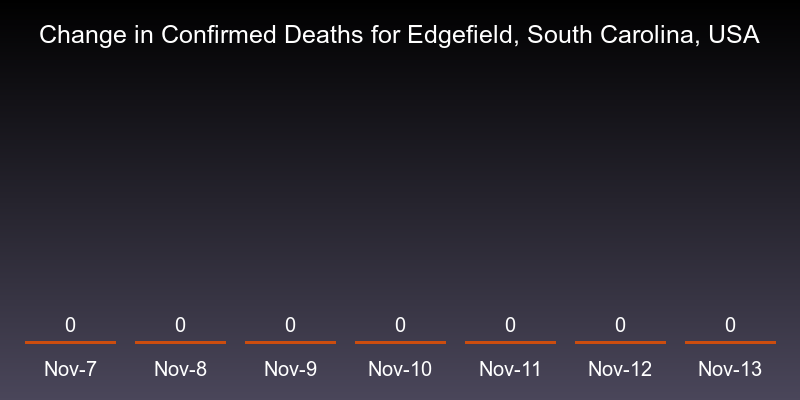 Change in Confirmed Deaths for Edgefield, South Carolina, USA
0 0 0 0 0 0 0
Nov-7 Nov-8 Nov-9 Nov-10 Nov-11 Nov-12 Nov-13